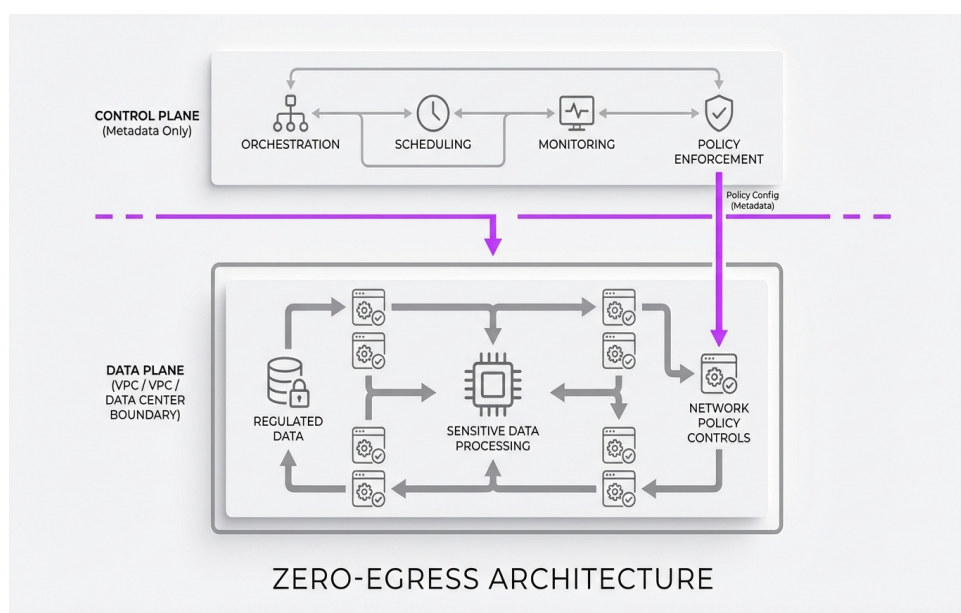 CONTROL PLANE
(Metadata Only)
ORCHESTRATION
SCHEDULING
MONITORING
POLICY
ENFORCEMENT
Policy Config
(Metadata)
DATA PLANE
(VPC / VPC /
DATA CENTER
BOUNDARY)
REGULATED
DATA
SENSITIVE DATA
PROCESSING
NETWORK
POLICY
CONTROLS
ZERO-EGRESS ARCHITECTURE